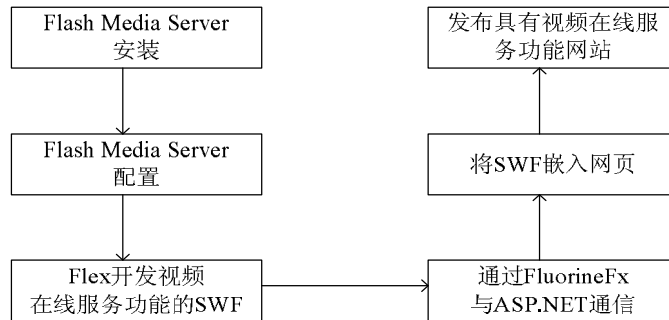 Flash Media Server
安装
Flash Media Server
配置
Flex开发视频
在线服务功能的SWF
通过FluorineFx
与ASP.NET通信
将SWF嵌入网页
发布具有视频在线服
务功能网站